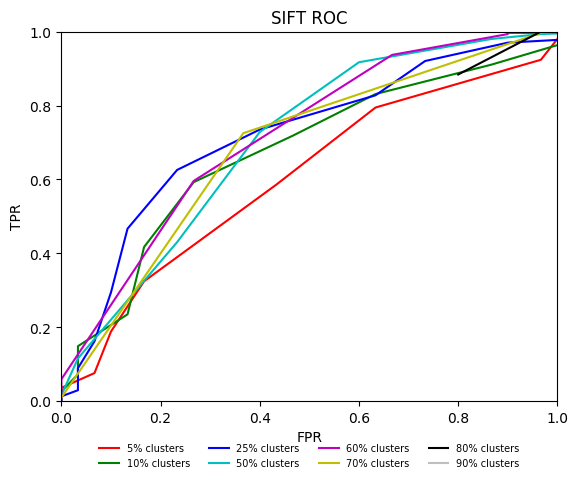 SIFT ROC
1.0
0.8
0.6
0.4
0.2
0.0
TPR
0.0 0.2 0.4 0.6 0.8 1.0
FPR
5% clusters 25% clusters 60% clusters 80% clusters
10% clusters 50% clusters 70% clusters 90% clusters